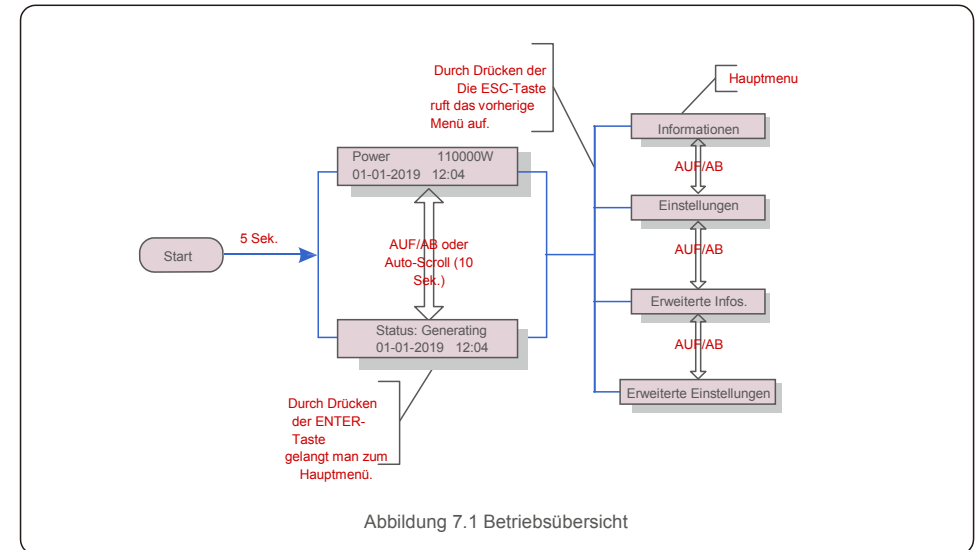 Start
5 Sek.
Power 110000W
01-01-2019 12:04
AUF/AB oder
Auto-Scroll (10
Sek.)
Status: Generating
01-01-2019 12:04
Durch Drücken
der ENTER-
Taste
gelangt man zum
Hauptmenü.
Durch Drücken der
Die ESC-Taste
ruft das vorherige
Menü auf.
Hauptmenu
Informationen
AUF/AB
Einstellungen
AUF/AB
Erweiterte Infos.
AUF/AB
Erweiterte Einstellungen
Abbildung 7.1 Betriebsübersicht